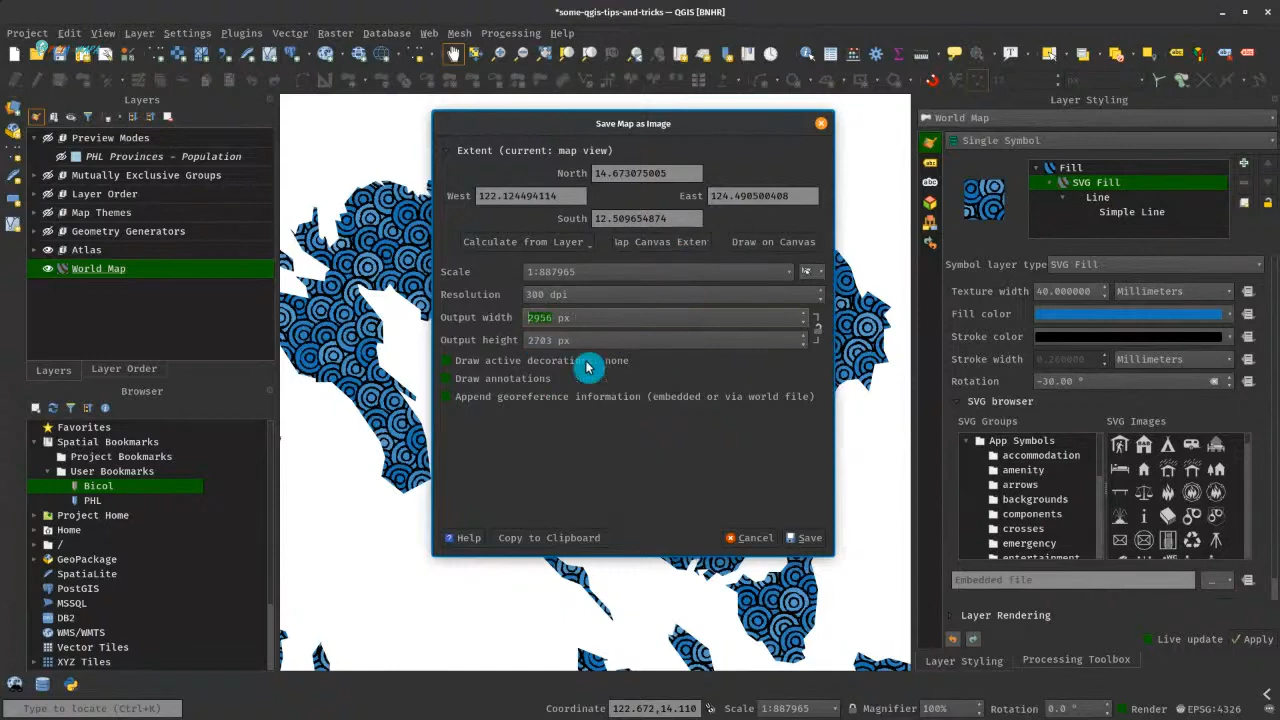 *some-qgis-tips-and-tricks — QGIS [BNHR]
Project Edit View Layer Settings Plugins Vector Raster Database Web Mesh Processing Help
Layers
Preview Modes
PHL Provinces - Population
Mutually Exclusive Groups
Layer Order
Map Themes
Geometry Generators
Atlas
World Map
Layers Layer Order
Browser
Favorites
Spatial Bookmarks
Project Bookmarks
User Bookmarks
Bicol
PHL
Project Home
Home
/
GeoPackage
SpatiaLite
PostGIS
MSSQL
DB2
WMS/WMTS
Vector Tiles
XYZ Tiles
Save Map as Image
Extent (current: map view)
North 14.673075005
West 122.124494114 East 124.490500408
South 12.509654874
Calculate from Layer ap Canvas Exten Draw on Canvas
Scale 1:887965
Resolution 300 dpi
Output width 2956 px
Output height 2703 px
Draw active none
Draw annotations
Append georeference information (embedded or via world file)
Help Copy to Clipboard Cancel Save
Layer Styling
World Map
Single Symbol
Fill
SVG Fill
Line
Simple Line
Symbol layer type SVG Fill
Texture width 40.000000 Millimeters
Fill color
Stroke color
Stroke width 0.260000 Millimeters
Rotation -30.00 °
SVG browser
SVG Groups SVG Images
App Symbols
accommodation
amenity
arrows
backgrounds
components
crosses
emergency
entertainment
Embedded file ...
Layer Rendering
Live update Apply
Layer Styling Processing Toolbox
Type to locate (Ctrl+K) Coordinate 122.672,14.110 Scale 1:887965 Magnifier 100% Rotation 0.0 ° Render EPSG:4326